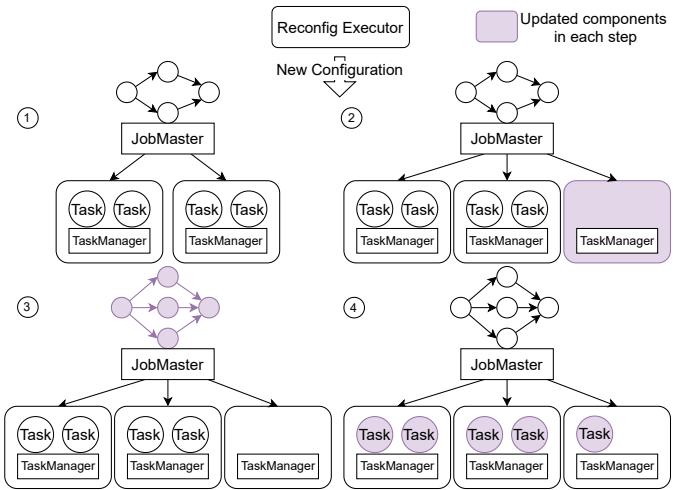 Reconfig Executor
Updated components
in each step
New Configuration
1
JobMaster
Task Task Task Task
TaskManager TaskManager
2
JobMaster
Task Task Task Task
TaskManager TaskManager TaskManager
3
JobMaster
Task Task Task Task
TaskManager TaskManager TaskManager
4
JobMaster
Task Task Task Task Task
TaskManager TaskManager TaskManager